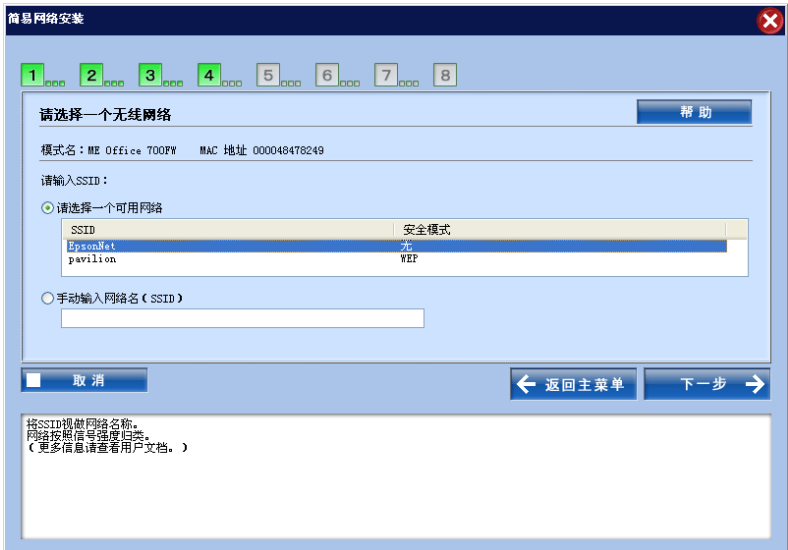 简易网络安装
1 2 3 4 5 6 7 8
请选择一个无线网络
帮助
模式名：ME Office 700FW MAC 地址 000048478249
请输入SSID：
请选择一个可用网络
SSID 安全模式
EpsonNet 无
pavilion WEP
手动输入网络名(SSID)
取消
返回主菜单
下一步
将SSID视做网络名称。
网络按照信号强度归类。
(更多信息请查看用户文档。)